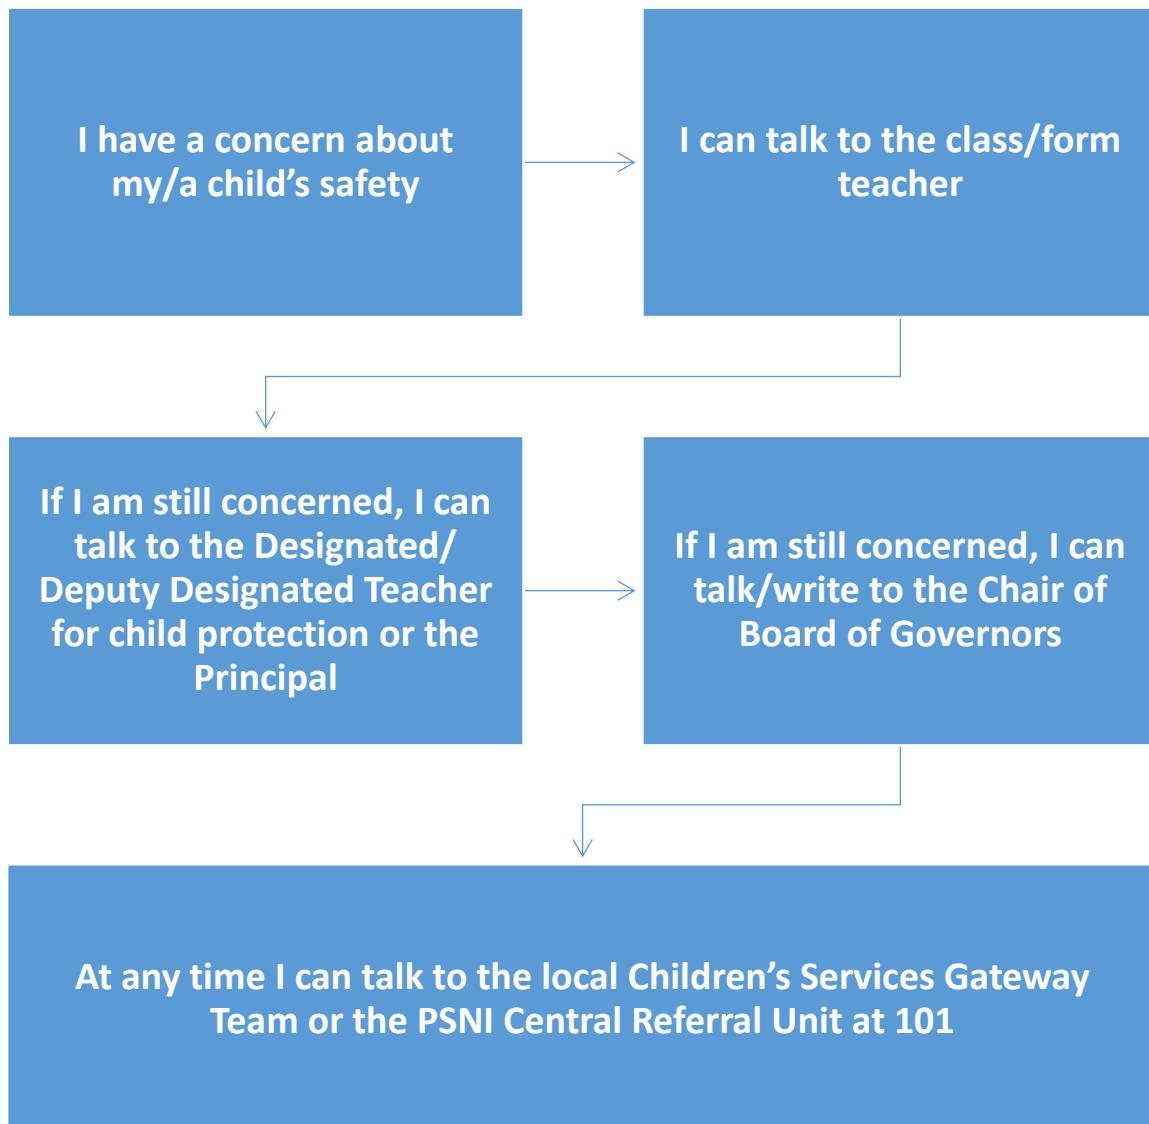 I have a concern about
my/a child’s safety
I can talk to the class/form
teacher
If I am still concerned, I can
talk to the Designated/
Deputy Designated Teacher
for child protection or the
Principal
If I am still concerned, I can
talk/write to the Chair of
Board of Governors
At any time I can talk to the local Children’s Services Gateway
Team or the PSNI Central Referral Unit at 101